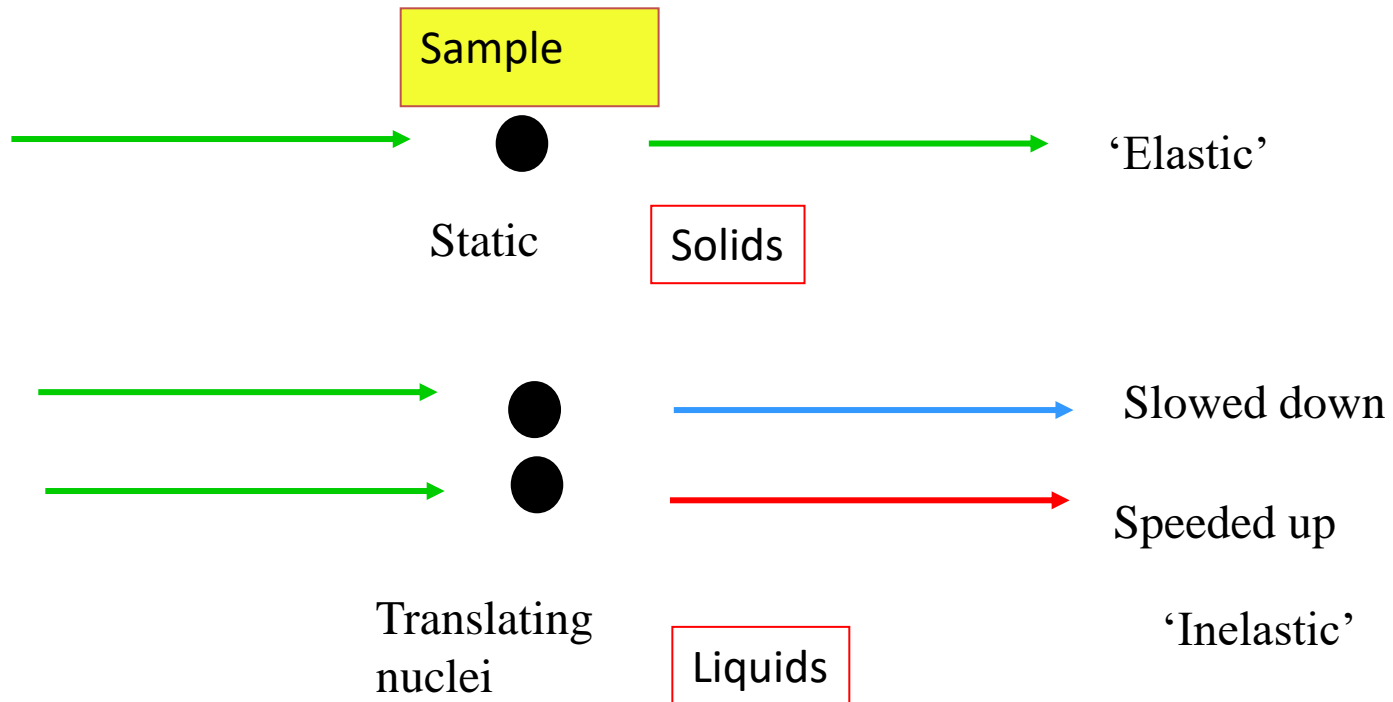 Sample
‘Elastic’
Static
Solids
Slowed down
Speeded up
Translating
nuclei
‘Inelastic’
Liquids